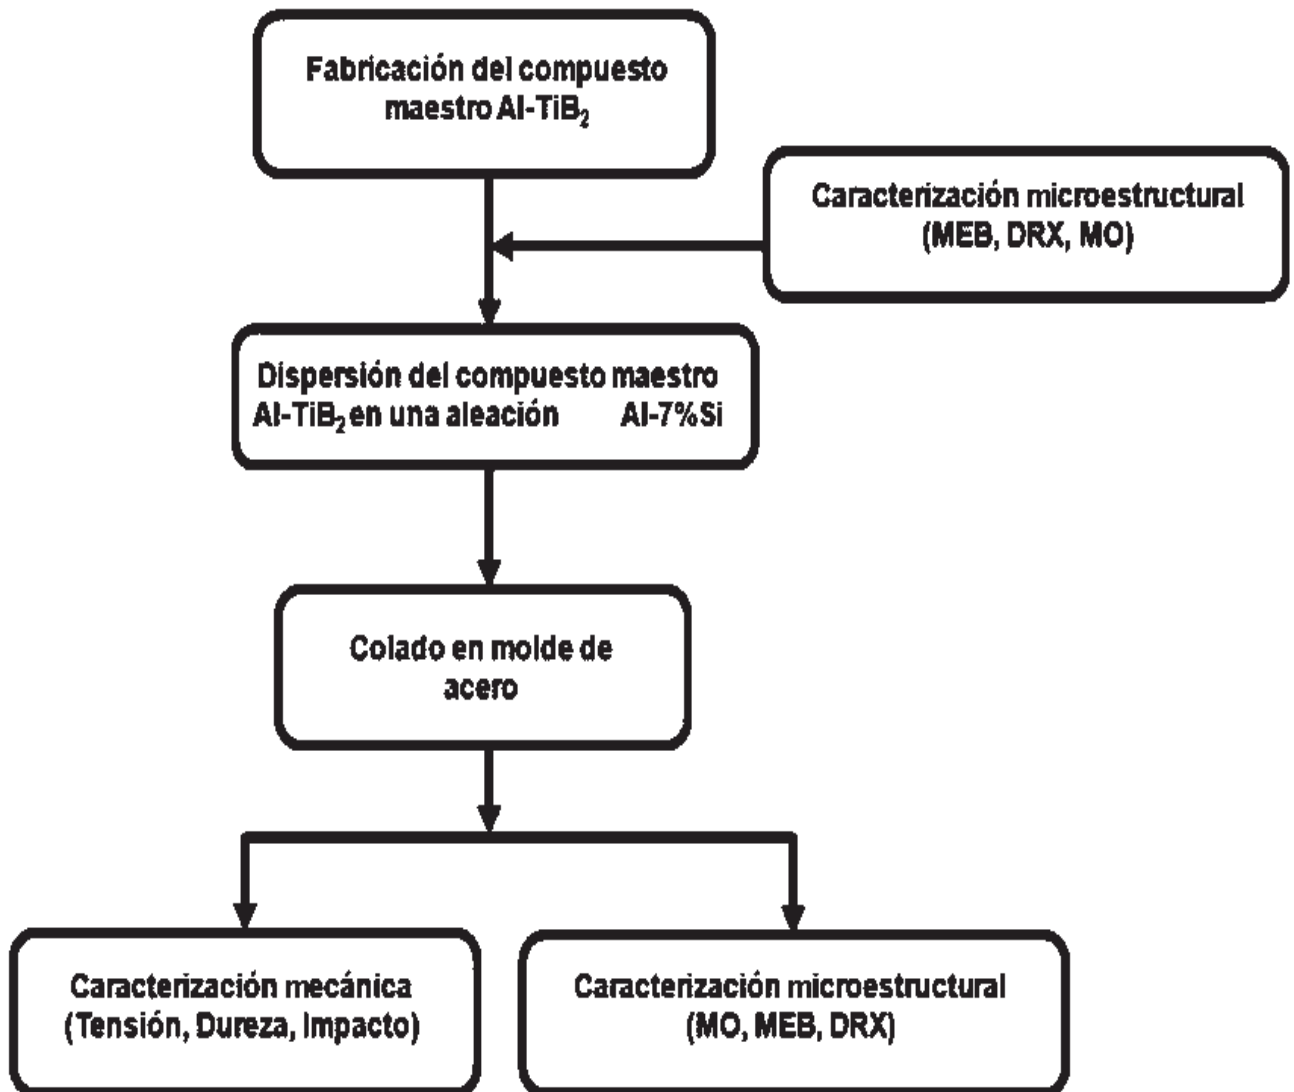 Fabricación del compuesto
maestro Al-TiB₂
Caracterización microestructural
(MEB, DRX, MO)
Dispersión del compuesto maestro
Al-TiB₂ en una aleación Al-7%Si
Colado en molde de
acero
Caracterización mecánica
(Tensión, Dureza, Impacto)
Caracterización microestructural
(MO, MEB, DRX)